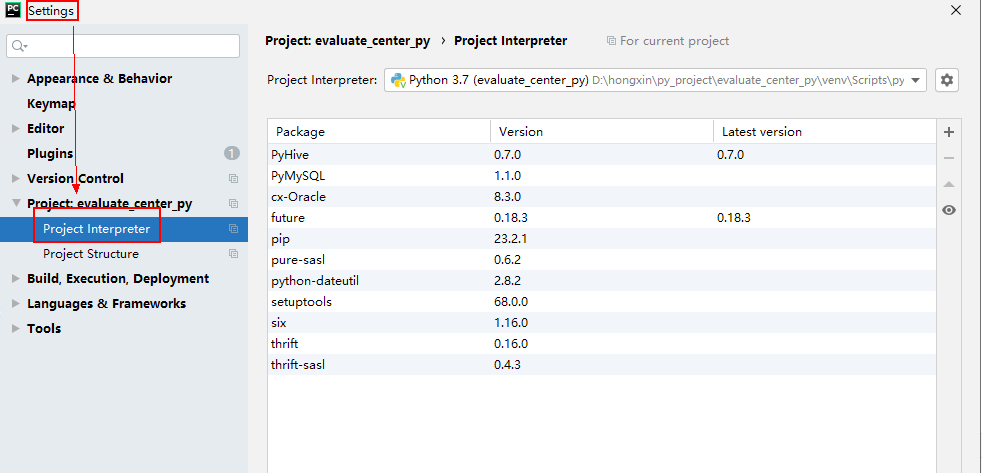 PC Settings
Project: evaluate_center_py › Project Interpreter For current project
Appearance & Behavior
Keymap
Editor
Plugins 1
Version Control
Project: evaluate_center_py
Project Interpreter
Project Structure
Build, Execution, Deployment
Languages & Frameworks
Tools
Project Interpreter: Python 3.7 (evaluate_center_py) D:\hongxin\py_project\evaluate_center_py\venv\Scripts\py
Package Version Latest version
PyHive 0.7.0 0.7.0
PyMySQL 1.1.0
cx-Oracle 8.3.0
future 0.18.3 0.18.3
pip 23.2.1
pure-sasl 0.6.2
python-dateutil 2.8.2
setuptools 68.0.0
six 1.16.0
thrift 0.16.0
thrift-sasl 0.4.3